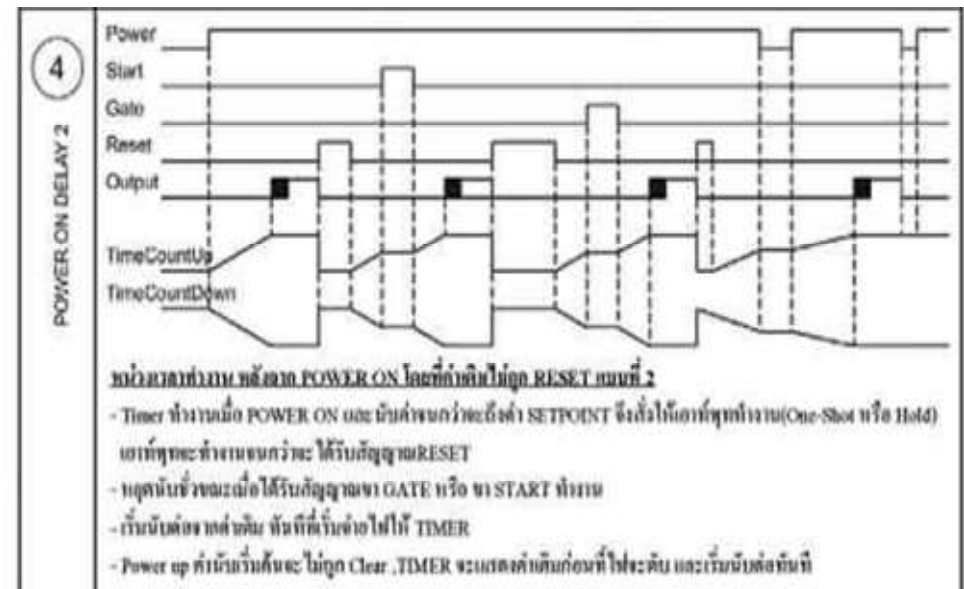 4
POWER ON DELAY 2
Power
Start
Gate
Reset
Output
TimeCountUp
TimeCountDown
หน่วงเวลาทำงาน หลังจาก POWER ON โดยที่ค่าเดิมไม่ถูก RESET แบบที่ 2
- Timer ทำงานเมื่อ POWER ON และ นับค่าจนกว่าจะถึงค่า SETPOINT จึงสั่งให้เอาท์พุททำงาน(One-Shot หรือ Hold)
เอาท์พุทจะทำงานจนกว่าจะ ได้รับสัญญาณRESET
- หยุดนับชั่วขณะเมื่อได้รับสัญญาณขา GATE หรือ ขา START ทำงาน
- เริ่มนับต่อจากค่าเดิม ทันทีที่เริ่มจ่ายไฟให้ TIMER
- Power up ค่านับเริ่มต้นจะ ไม่ถูก Clear ,TIMER จะแสดงค่าเดิมก่อนที่ไฟจะดับ และเริ่มนับต่อทันที